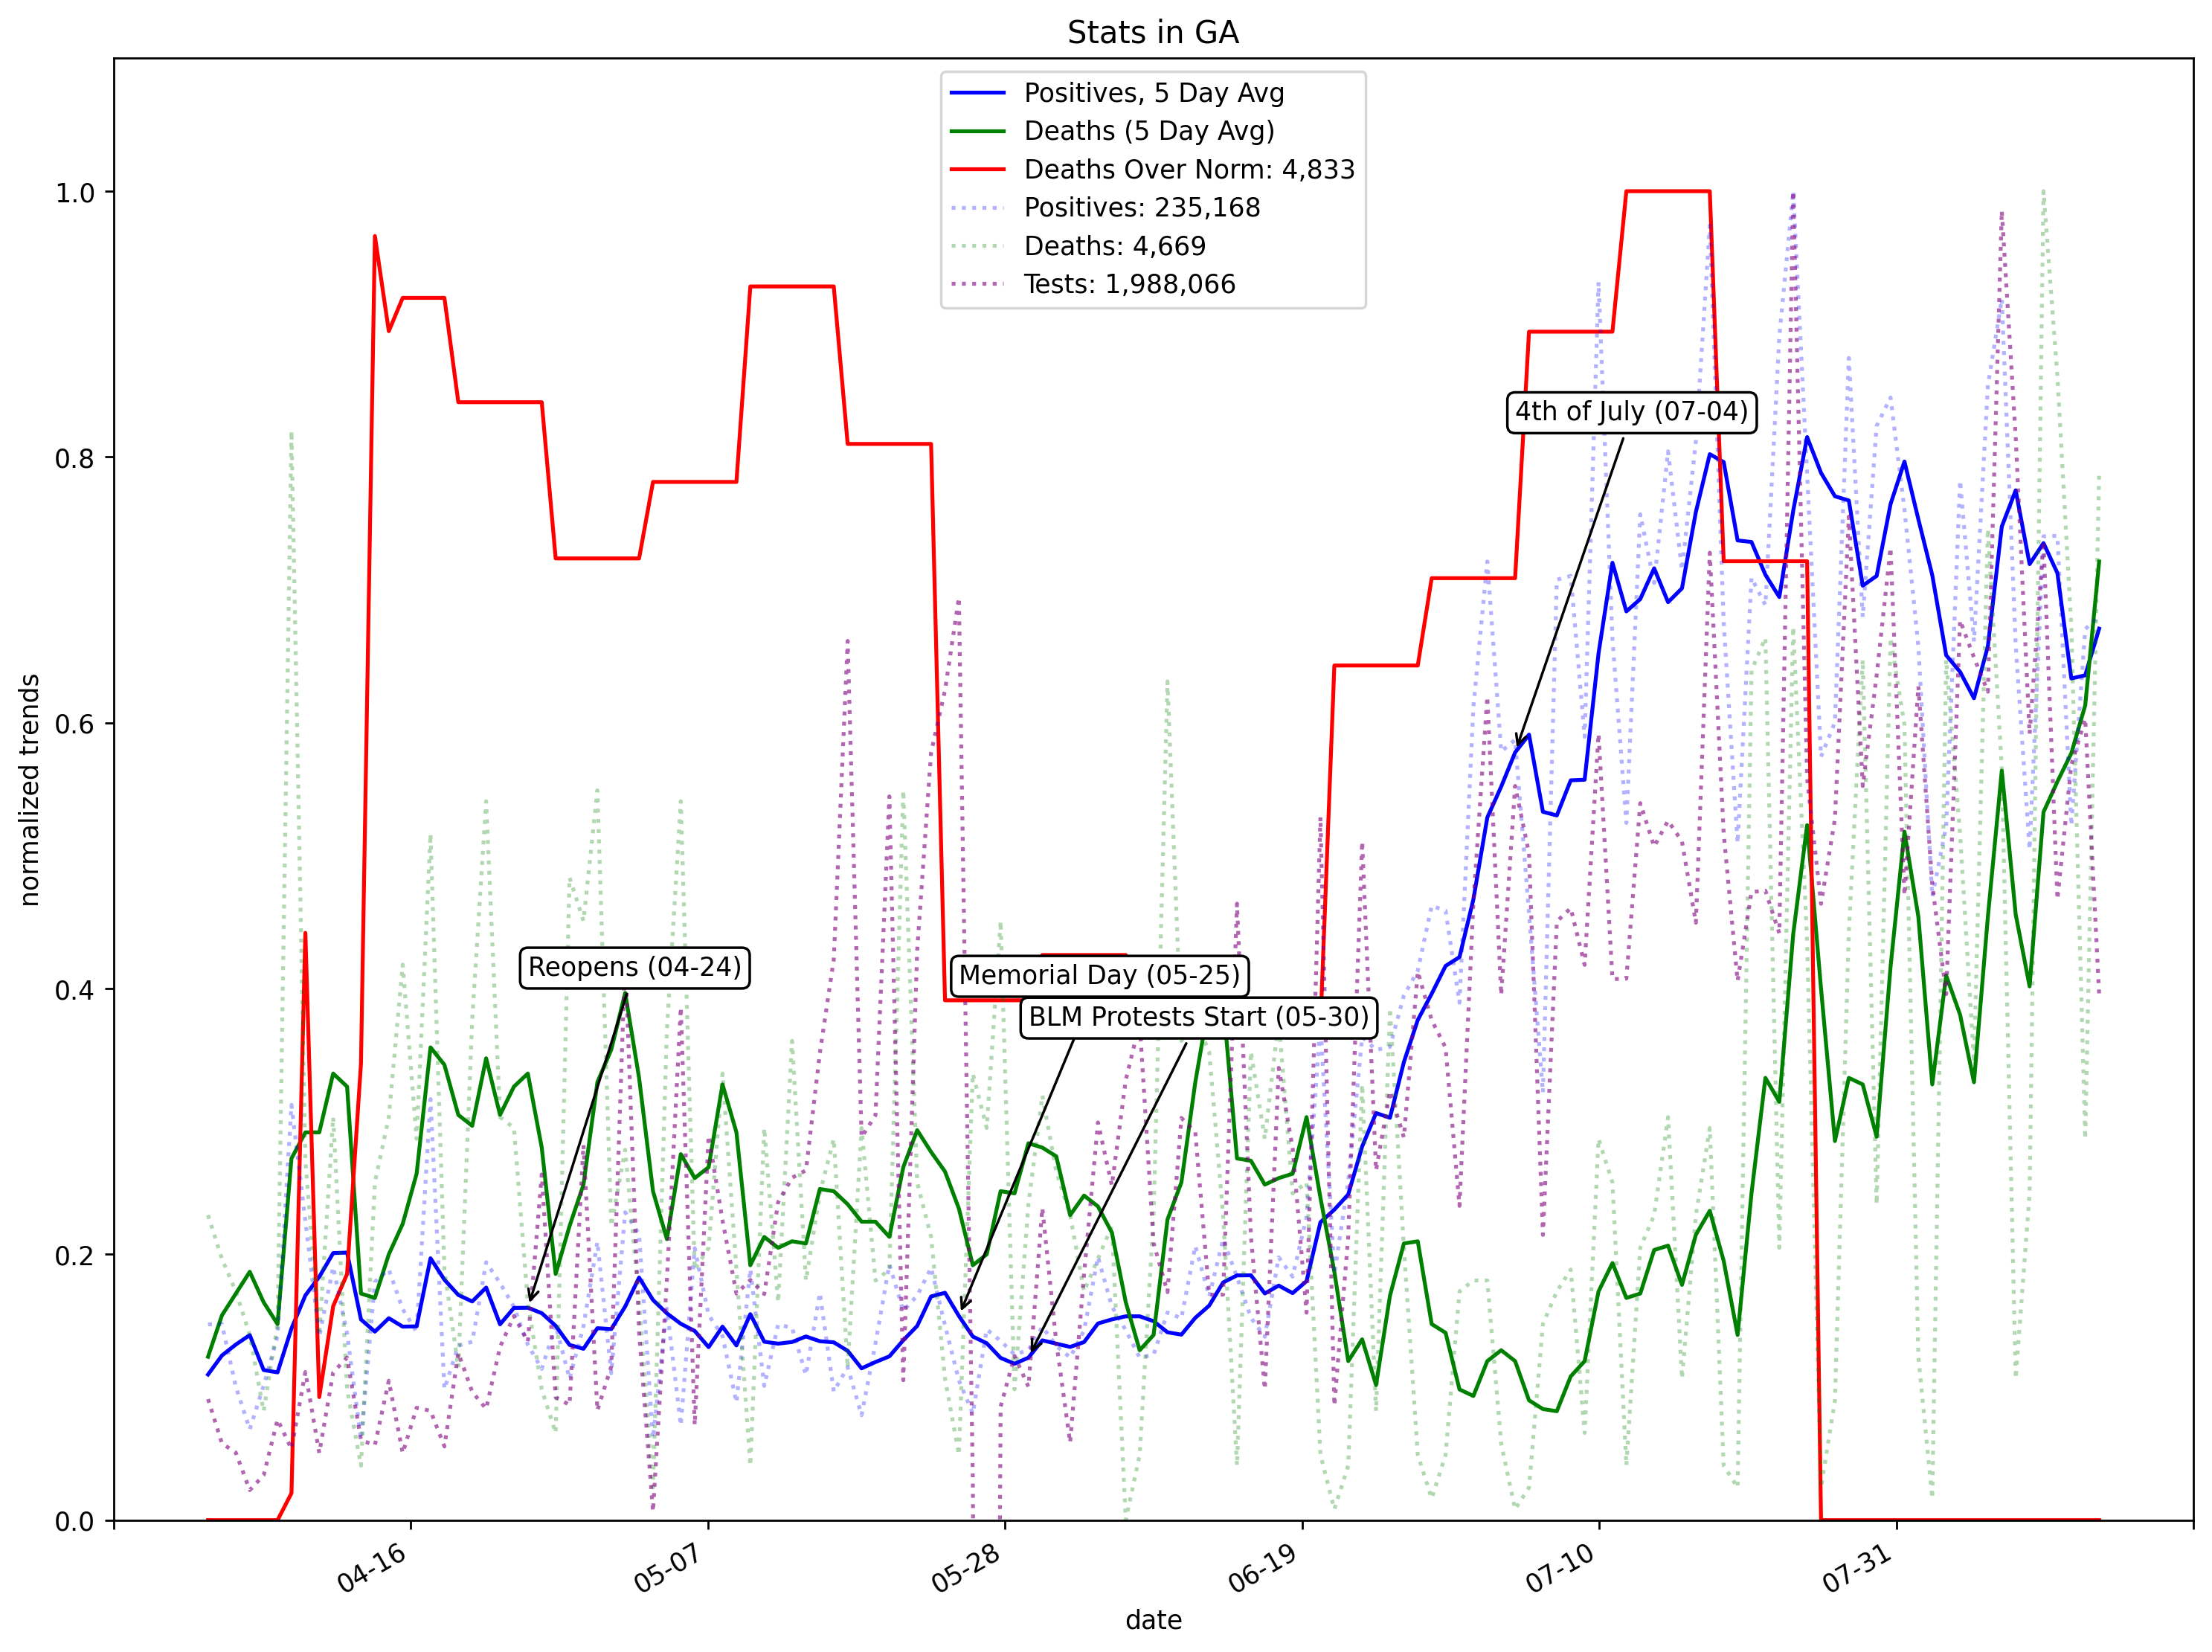 Stats in GA
Positives, 5 Day Avg
Deaths (5 Day Avg)
Deaths Over Norm: 4,833
Positives: 235,168
Deaths: 4,669
Tests: 1,988,066
1.0
0.8
0.6
0.4
0.2
0.0
normalized trends
4th of July (07-04)
Reopens (04-24)
Memorial Day (05-25)
BLM Protests Start (05-30)
04-16
05-07
05-28
06-19
07-10
07-31
date